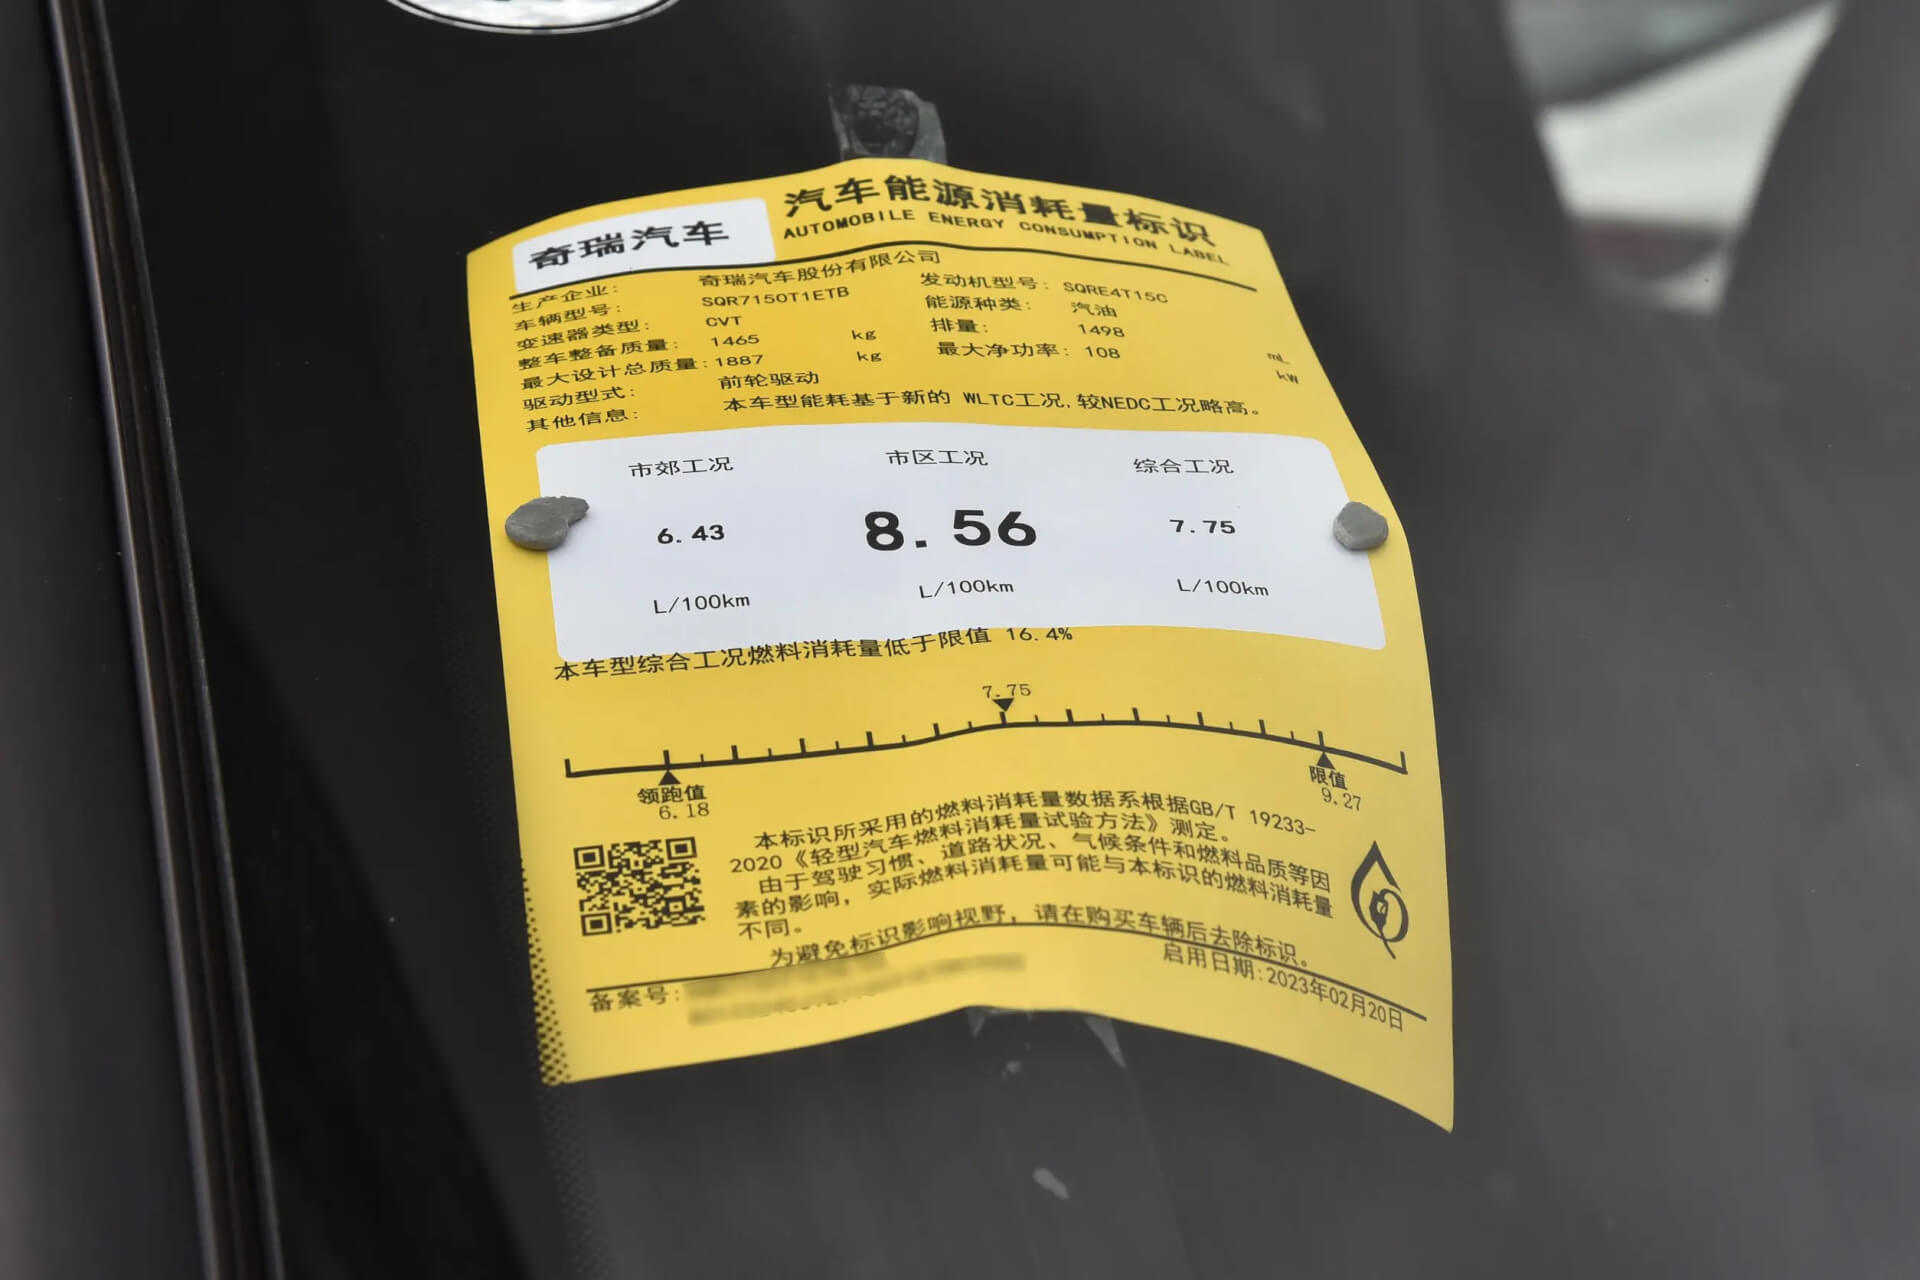 奇瑞汽车
汽车能源消耗量标识
AUTOMOBILE ENERGY CONSUMPTION LABEL
生产企业: 奇瑞汽车股份有限公司
车辆型号: SQR7150T1ETB 发动机型号: SQRE4T15C
变速器类型: CVT 能源种类: 汽油
整车整备质量: 1465 kg 排量: 1498 mL
最大设计总质量: 1887 kg 最大净功率: 108 kW
驱动型式: 前轮驱动
其他信息: 本车型能耗基于新的 WLTC工况,较NEDC工况略高。
市郊工况 市区工况 综合工况
6.43 8.56 7.75
L/100km L/100km L/100km
本车型综合工况燃料消耗量低于限值 16.4%
7.75
领跑值 限值
6.18 9.27
本标识所采用的燃料消耗量数据系根据GB/T 19233-
2020《轻型汽车燃料消耗量试验方法》测定。
由于驾驶习惯、道路状况、气候条件和燃料品质等因
素的影响，实际燃料消耗量可能与本标识的燃料消耗量
不同。
为避免标识影响视野，请在购买车辆后去除标识。
备案号: 启用日期:2023年02月20日